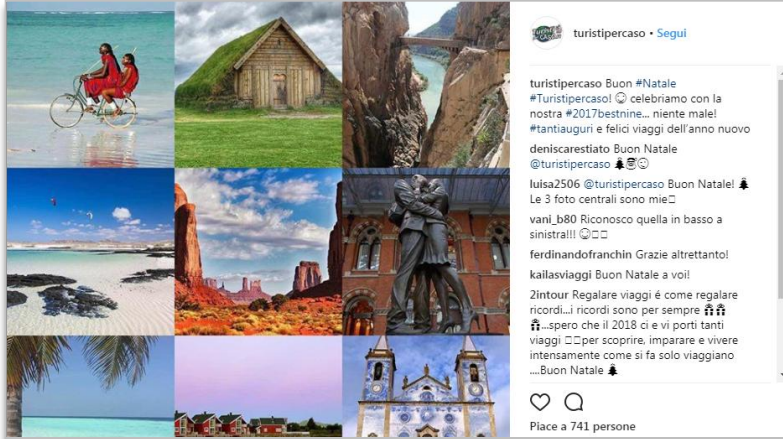 turistipercaso • Segui
turistipercaso Buon #Natale
#Turistipercaso! celebriamo con la
nostra #2017bestnine... niente male!
#tantiauguri e felici viaggi dell'anno nuovo
deniscarestiato Buon Natale
@turistipercaso
luisa2506 @turistipercaso Buon Natale!
Le 3 foto centrali sono mie
vani_b80 Riconosco quella in basso a
sinistra!!!
ferdinandofranchin Grazie altrettanto!
kailasviaggi Buon Natale a voi!
2intour Regalare viaggi é come regalare
ricordi...i ricordi sono per sempre
...spero che il 2018 ci e vi porti tanti
viaggi per scoprire, imparare e vivere
intensamente come si fa solo viaggiano
....Buon Natale
Piace a 741 persone